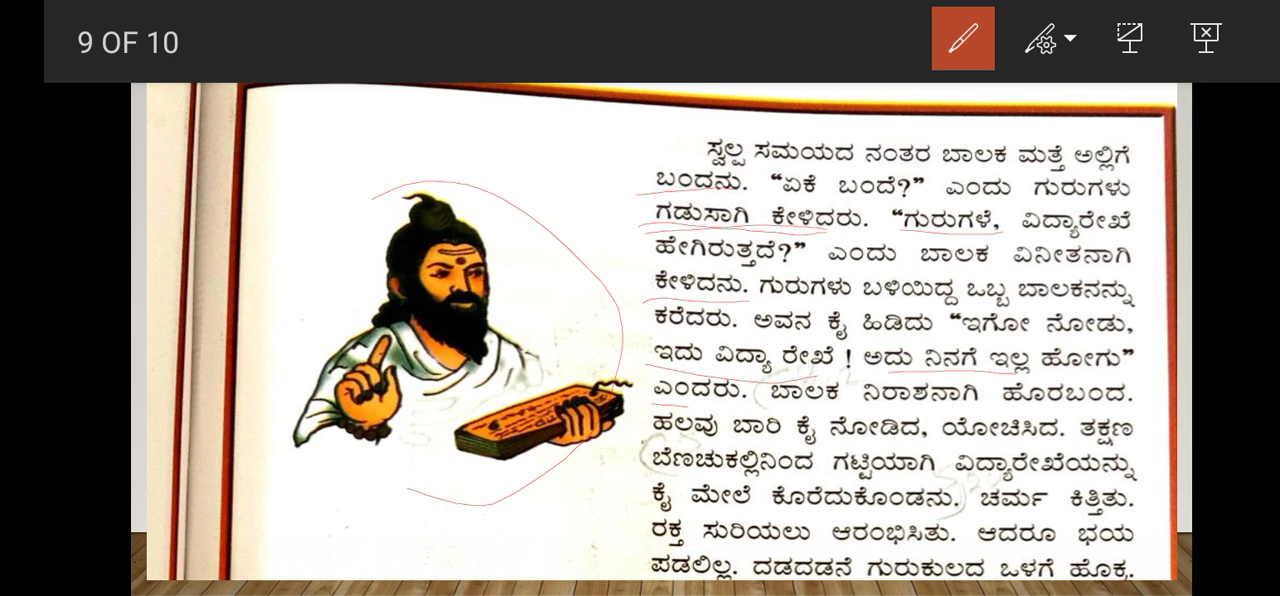 9 OF 10
ಸ್ವಲ್ಪ ಸಮಯದ ನಂತರ ಬಾಲಕ ಮತ್ತೆ ಅಲ್ಲಿಗೆ
ಬಂದನು. “ಏಕೆ ಬಂದೆ?” ಎಂದು ಗುರುಗಳು
ಗಡುಸಾಗಿ ಕೇಳಿದರು. “ಗುರುಗಳೆ, ವಿದ್ಯಾರೇಖೆ
ಹೇಗಿರುತ್ತದೆ?” ಎಂದು ಬಾಲಕ ವಿನೀತನಾಗಿ
ಕೇಳಿದನು. ಗುರುಗಳು ಬಳಿಯಿದ್ದ ಒಬ್ಬ ಬಾಲಕನನ್ನು
ಕರೆದರು. ಅವನ ಕೈ ಹಿಡಿದು “ಇಗೋ ನೋಡು,
ಇದು ವಿದ್ಯಾ ರೇಖೆ ! ಅದು ನಿನಗೆ ಇಲ್ಲ ಹೋಗು”
ಎಂದರು. ಬಾಲಕ ನಿರಾಶನಾಗಿ ಹೊರಬಂದ.
ಹಲವು ಬಾರಿ ಕೈ ನೋಡಿದ, ಯೋಚಿಸಿದ. ತಕ್ಷಣ
ಬೆಣಚುಕಲ್ಲಿನಿಂದ ಗಟ್ಟಿಯಾಗಿ ವಿದ್ಯಾರೇಖೆಯನ್ನು
ಕೈ ಮೇಲೆ ಕೊರೆದುಕೊಂಡನು. ಚರ್ಮ ಕಿತ್ತಿತು.
ರಕ್ತ ಸುರಿಯಲು ಆರಂಭಿಸಿತು. ಆದರೂ ಭಯ
ಪಡಲಿಲ್ಲ. ದಡದಡನೆ ಗುರುಕುಲದ ಒಳಗೆ ಹೊಕ್ಕ.